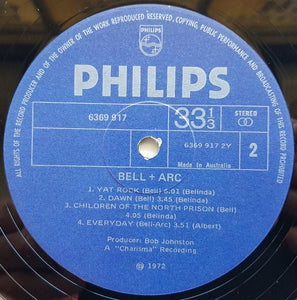 ALL RIGHTS OF THE RECORD PRODUCER AND OF THE OWNER OF THE WORK REPRODUCED RESERVED. COPYING, PUBLIC PERFORMANCE AND BROADCASTING OF THIS RECORD PROHIBITED
PHILIPS
PHILIPS
6369 917
33 1/3
STEREO
6369 917 2Y
2
Made In Australia
BELL + ARC
1. YAT ROCK (Bell) 6.01 (Belinda)
2. DAWN (Bell) 3.45 (Belinda)
3. CHILDREN OF THE NORTH PRISON (Bell)
4.05 (Belinda)
4. EVERYDAY (Bell-Arc) 3.51 (Albert)
Producer: Bob Johnston
A "Charisma" Recording
℗ 1972